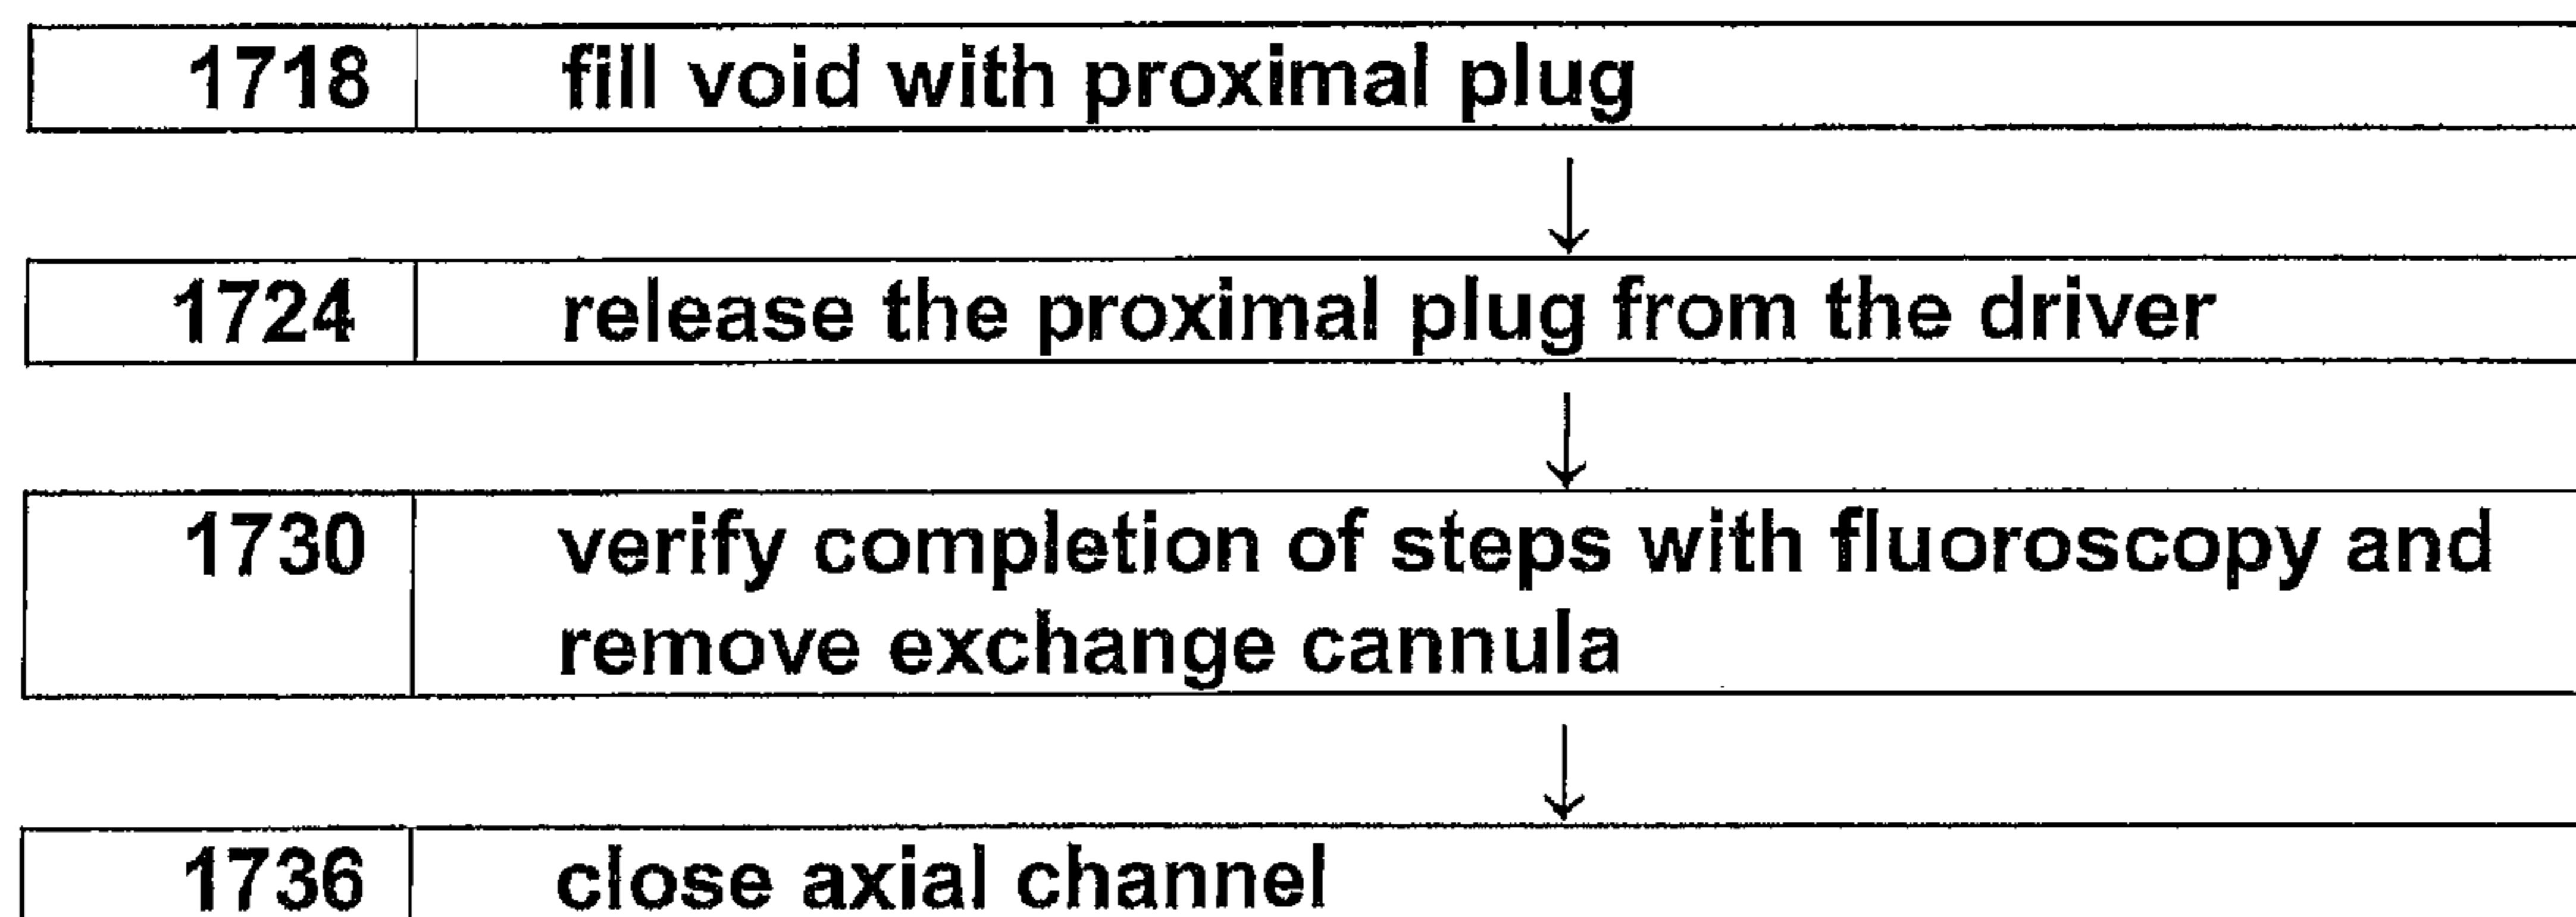 1718 fill void with proximal plug
1724 release the proximal plug from the driver
1730 verify completion of steps with fluoroscopy and
remove exchange cannula
1736 close axial channel